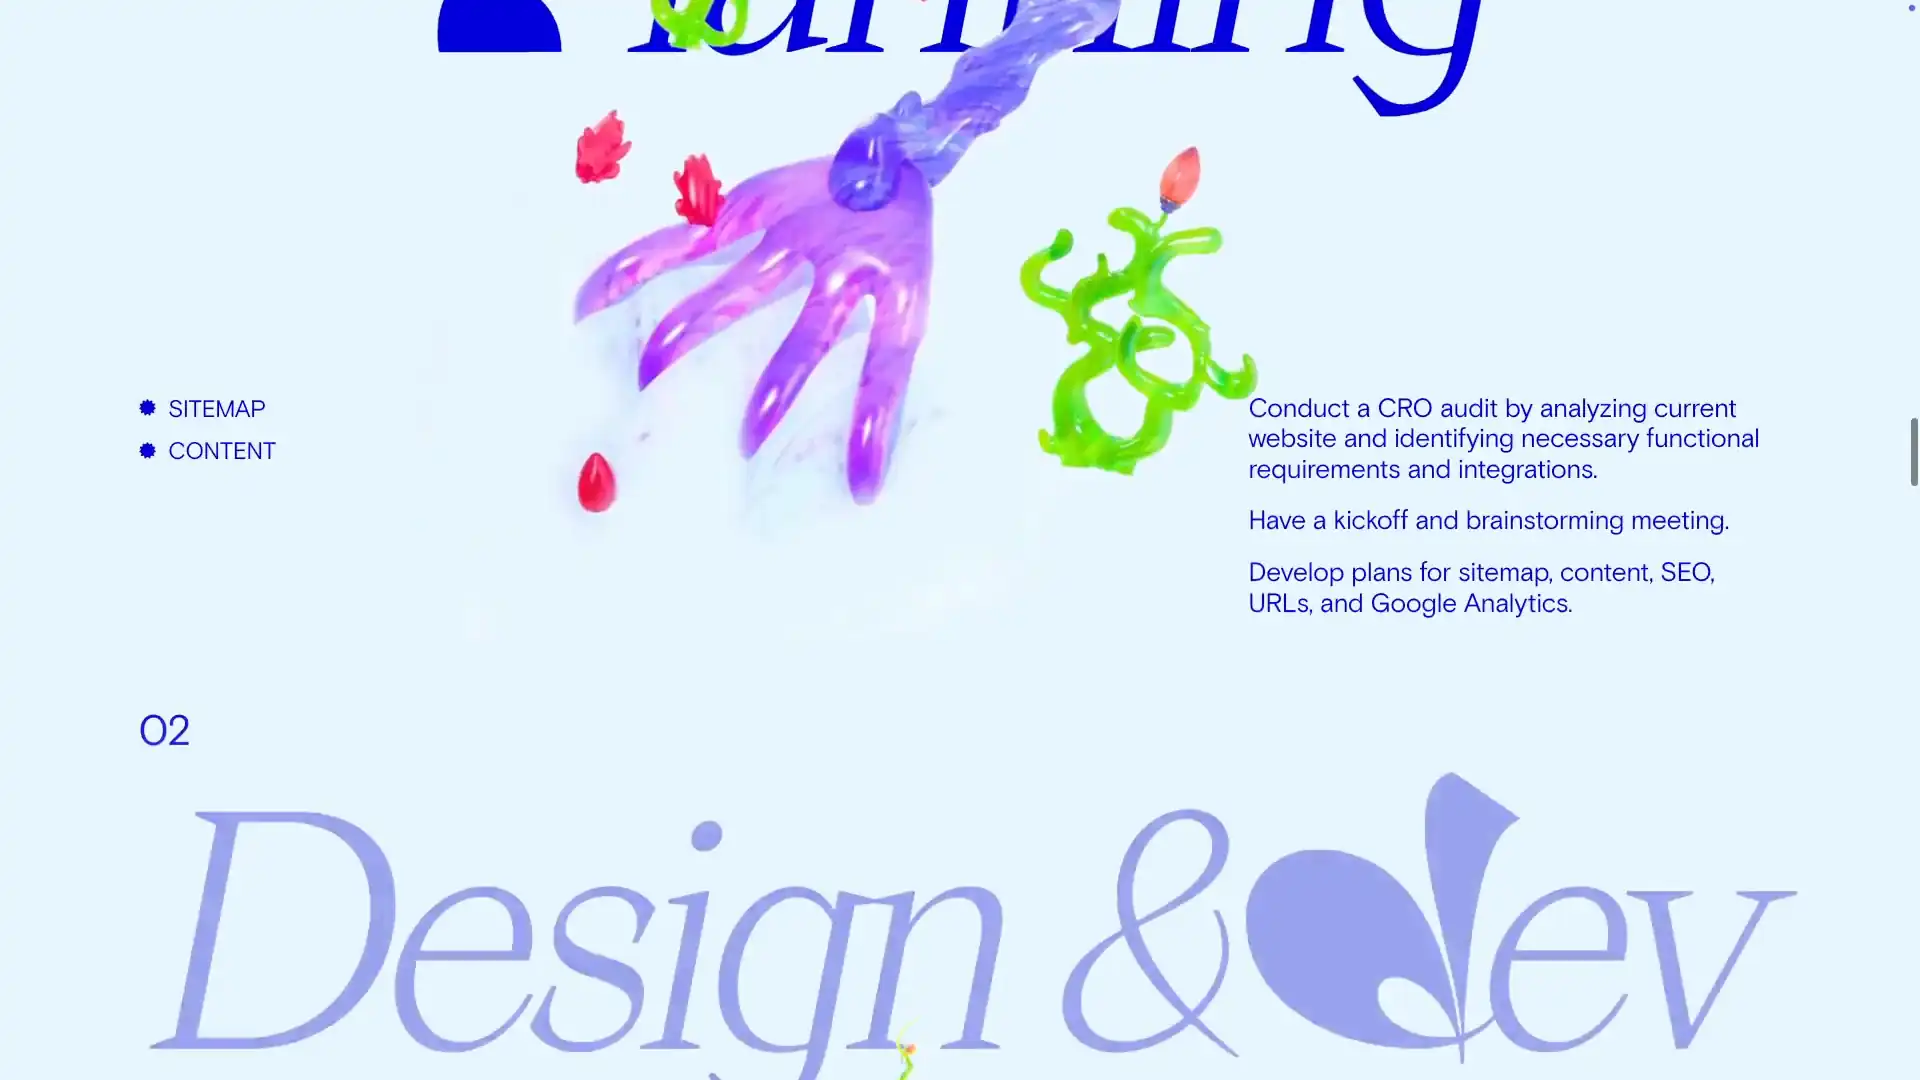 SITEMAP
CONTENT
Conduct a CRO audit by analyzing current
website and identifying necessary functional
requirements and integrations.
Have a kickoff and brainstorming meeting.
Develop plans for sitemap, content, SEO,
URLs, and Google Analytics.
02
Design & dev